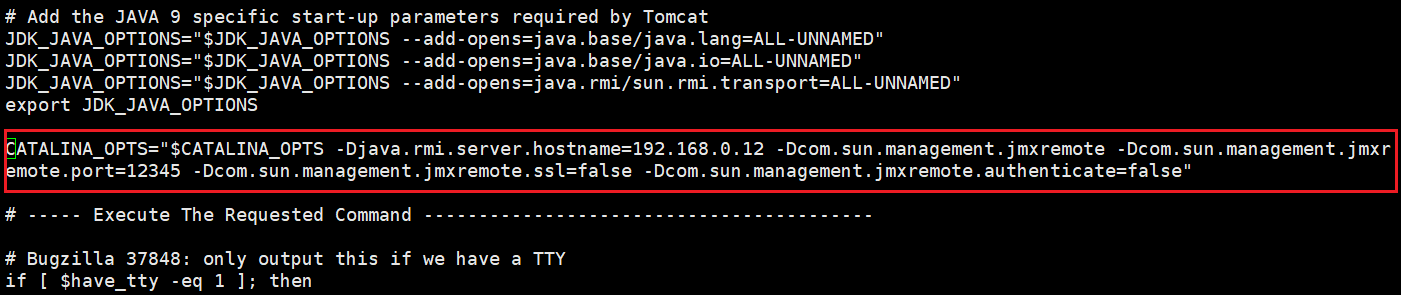 # Add the JAVA 9 specific start-up parameters required by Tomcat
JDK_JAVA_OPTIONS="$JDK_JAVA_OPTIONS --add-opens=java.base/java.lang=ALL-UNNAMED"
JDK_JAVA_OPTIONS="$JDK_JAVA_OPTIONS --add-opens=java.base/java.io=ALL-UNNAMED"
JDK_JAVA_OPTIONS="$JDK_JAVA_OPTIONS --add-opens=java.rmi/sun.rmi.transport=ALL-UNNAMED"
export JDK_JAVA_OPTIONS
CATALINA_OPTS="$CATALINA_OPTS -Djava.rmi.server.hostname=192.168.0.12 -Dcom.sun.management.jmxremote -Dcom.sun.management.jmxr
emote.port=12345 -Dcom.sun.management.jmxremote.ssl=false -Dcom.sun.management.jmxremote.authenticate=false"
# ----- Execute The Requested Command -----------------------------------------
# Bugzilla 37848: only output this if we have a TTY
if [ $have_tty -eq 1 ]; then